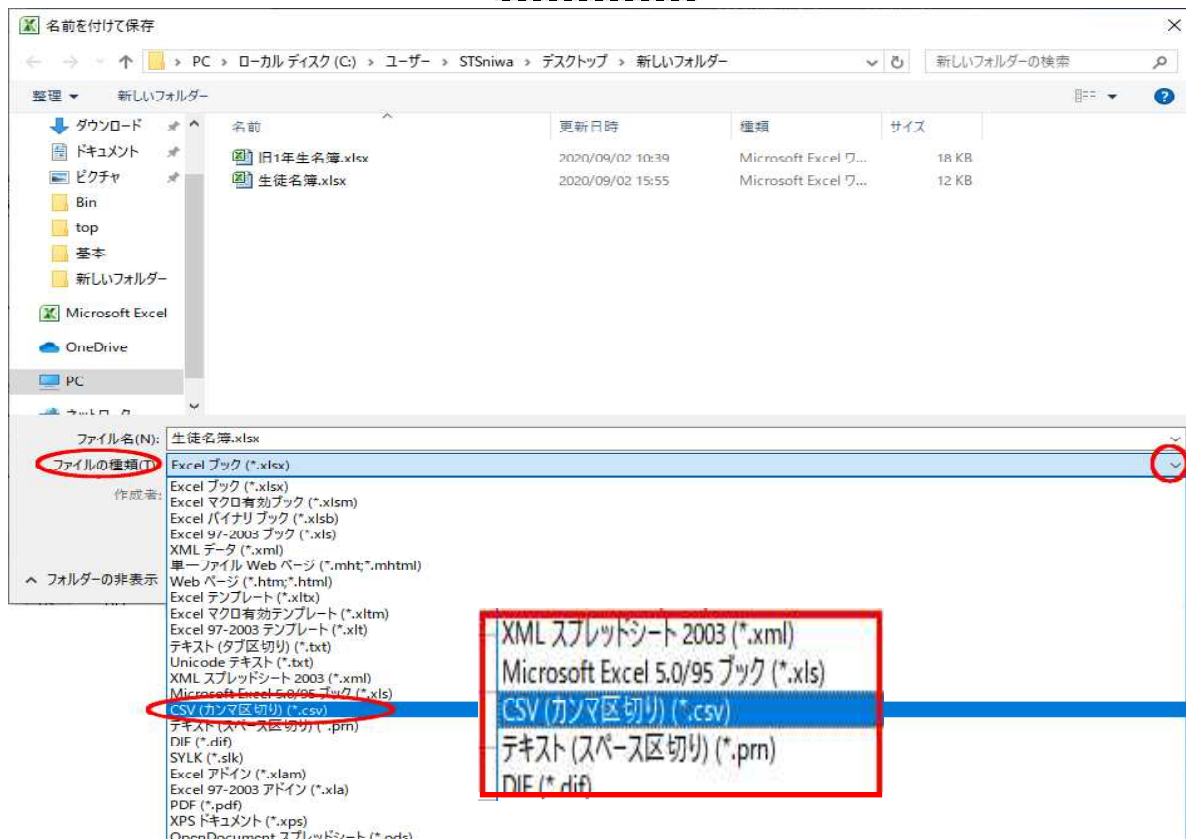 名前を付けて保存
PC › ローカル ディスク (C:) › ユーザー › STSniwa › デスクトップ › 新しいフォルダー
新しいフォルダーの検索
整理
新しいフォルダー
ダウンロード
ドキュメント
ピクチャ
Bin
top
基本
新しいフォルダー
Microsoft Excel
OneDrive
PC
名前 更新日時 種類 サイズ
旧1年生名簿.xlsx 2020/09/02 10:39 Microsoft Excel ワ... 18 KB
生徒名簿.xlsx 2020/09/02 15:55 Microsoft Excel ワ... 12 KB
ファイル名(N): 生徒名簿.xlsx
ファイルの種類(T) Excel ブック (*.xlsx)
作成者:
フォルダーの非表示
Excel ブック (*.xlsx)
Excel マクロ有効ブック (*.xlsm)
Excel バイナリ ブック (*.xlsb)
Excel 97-2003 ブック (*.xls)
XML データ (*.xml)
単一ファイル Web ページ (*.mht;*.mhtml)
Web ページ (*.htm;*.html)
Excel テンプレート (*.xltx)
Excel マクロ有効テンプレート (*.xltm)
Excel 97-2003 テンプレート (*.xlt)
テキスト (タブ区切り) (*.txt)
Unicode テキスト (*.txt)
XML スプレッドシート 2003 (*.xml)
Microsoft Excel 5.0/95 ブック (*.xls)
CSV (カンマ区切り) (*.csv)
テキスト (スペース区切り) (*.prn)
DIF (*.dif)
SYLK (*.slk)
Excel アドイン (*.xlam)
Excel 97-2003 アドイン (*.xla)
PDF (*.pdf)
XPS ドキュメント (*.xps)
OpenDocument スプレッドシート (*.ods)
XML スプレッドシート 2003 (*.xml)
Microsoft Excel 5.0/95 ブック (*.xls)
CSV (カンマ区切り) (*.csv)
テキスト (スペース区切り) (*.prn)
DIF (*.dif)